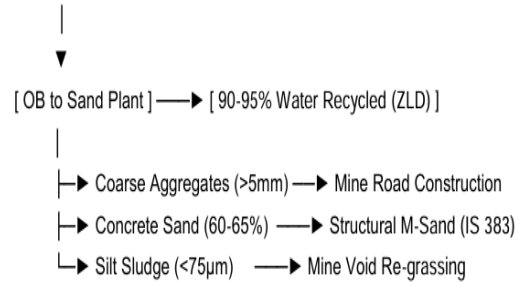 [ OB to Sand Plant ] ──▶ [ 90-95% Water Recycled (ZLD) ]
├─▶ Coarse Aggregates (>5mm) ─▶ Mine Road Construction
├─▶ Concrete Sand (60-65%) ──▶ Structural M-Sand (IS 383)
└─▶ Silt Sludge (<75μm) ──▶ Mine Void Re-grassing